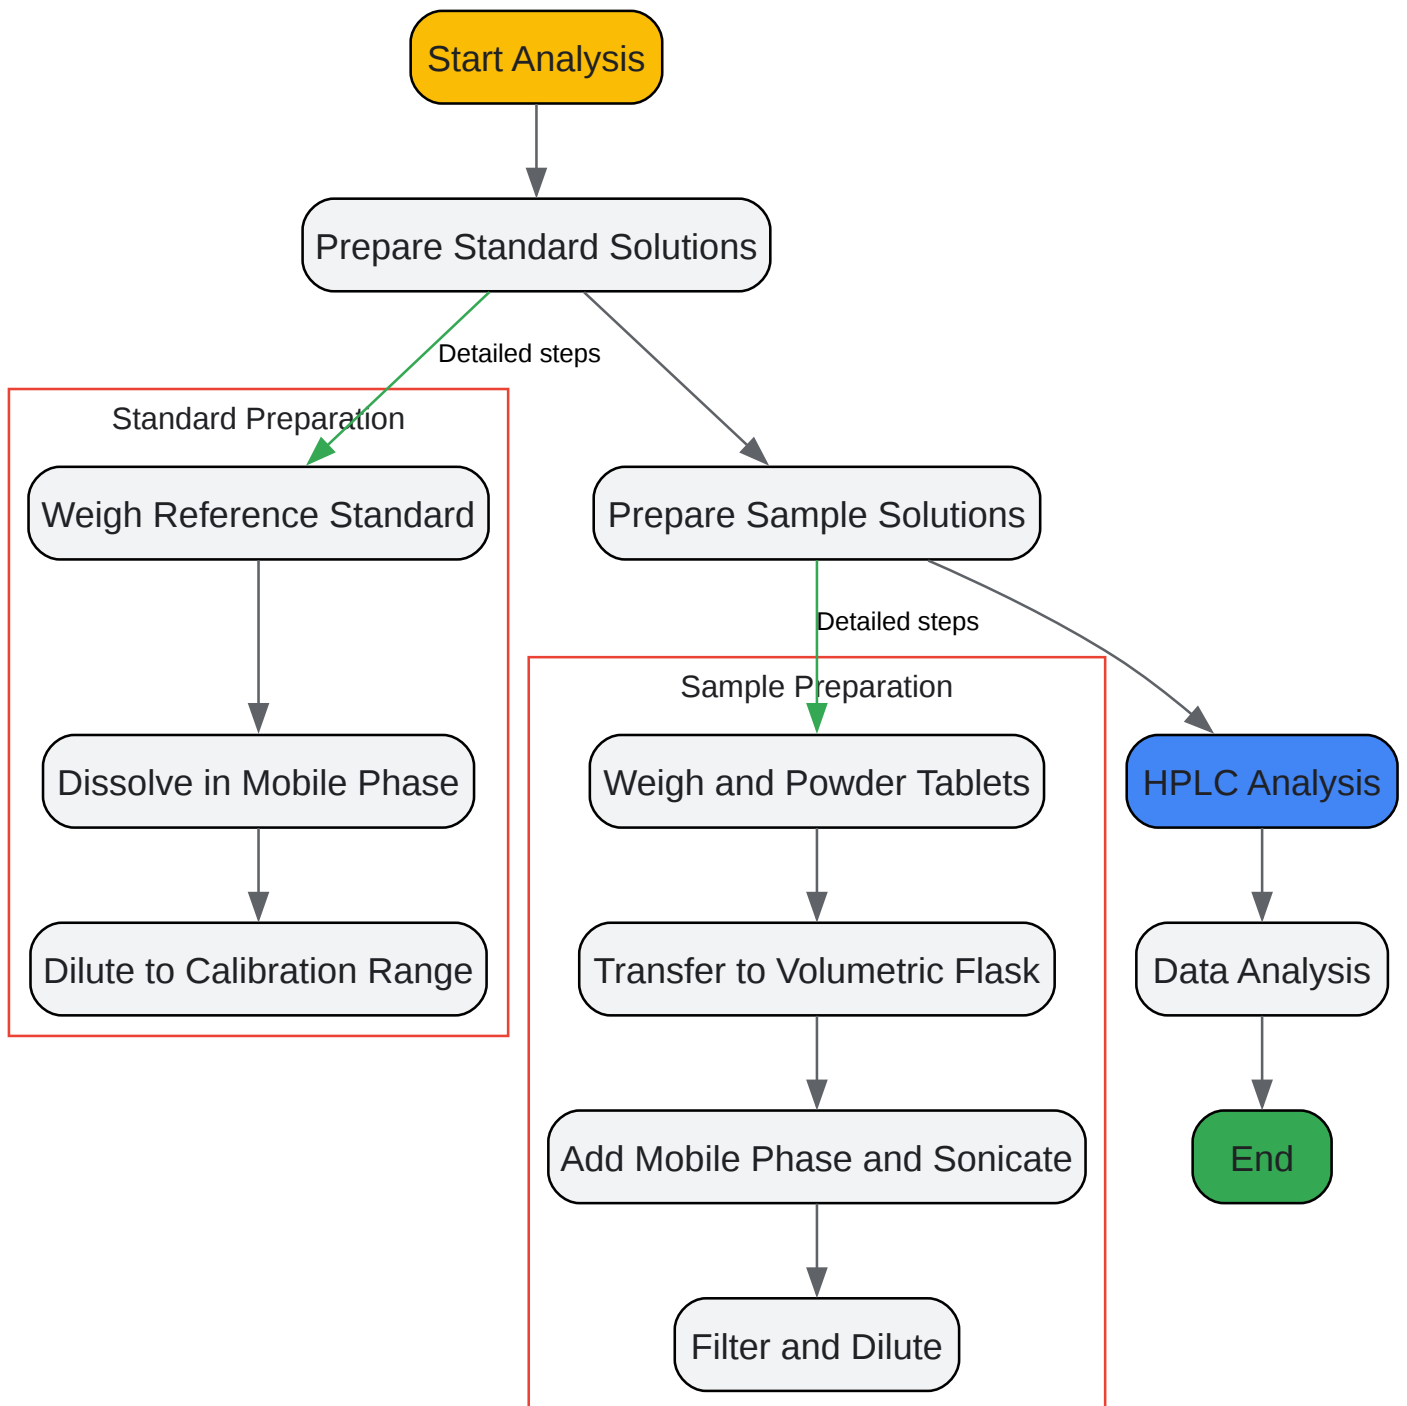 Start Analysis
Prepare Standard Solutions
Detailed steps
Standard Preparation
Weigh Reference Standard
Prepare Sample Solutions
Detailed steps
Sample Preparation
Dissolve in Mobile Phase
Weigh and Powder Tablets
HPLC Analysis
Dilute to Calibration Range
Transfer to Volumetric Flask
Data Analysis
Add Mobile Phase and Sonicate
End
Filter and Dilute